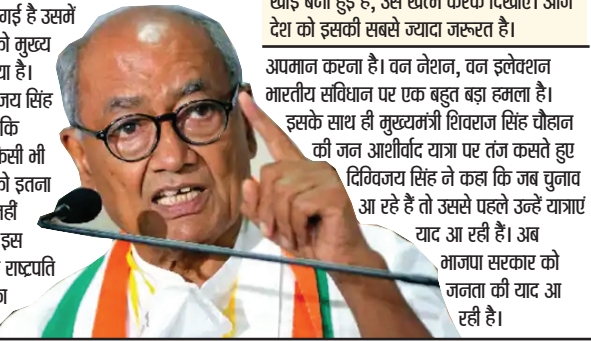 गई है उसमें
को मुख्य
या है।
जय सिंह
कि
कैसी भी
को इतना
नहीं
इस
राष्ट्रपति
का
खाई बनी हुई है, उसे खत्म करके दिखाए। आज
देश को इसकी सबसे ज्यादा जरूरत है।
अपमान करना है। वन नेशन, वन इलेक्शन
भारतीय संविधान पर एक बहुत बड़ा हमला है।
इसके साथ ही मुख्यमंत्री शिवराज सिंह चौहान
की जन आशीर्वाद यात्रा पर तंज कसते हुए
दिग्विजय सिंह ने कहा कि जब चुनाव
आ रहे हैं तो उससे पहले उन्हें यात्राएं
याद आ रही हैं। अब
भाजपा सरकार को
जनता की याद आ
रही है।